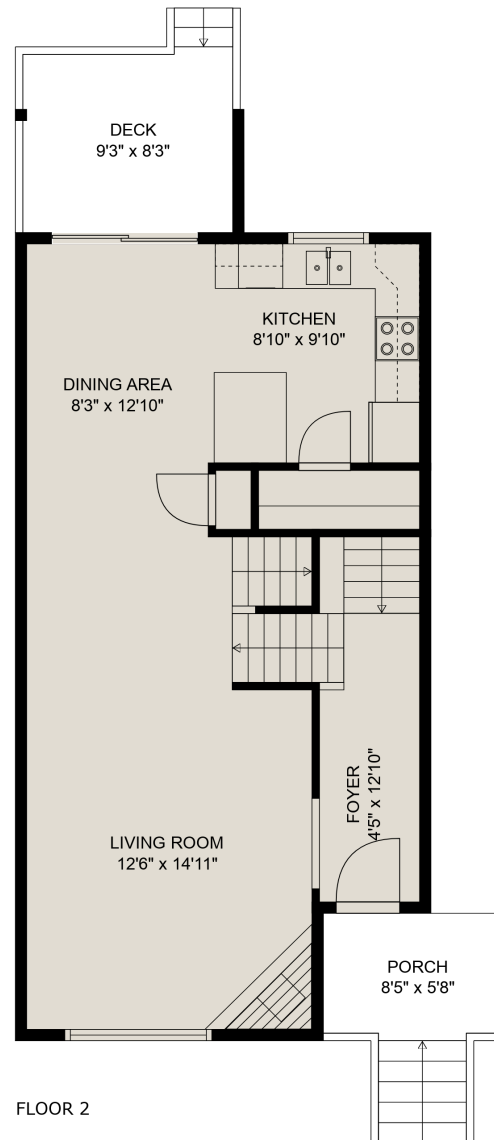 DECK
9'3" x 8'3"
KITCHEN
8'10" x 9'10"
DINING AREA
8'3" x 12'10"
FOYER
4'5" x 12'10"
LIVING ROOM
12'6" x 14'11"
PORCH
8'5" x 5'8"
FLOOR 2